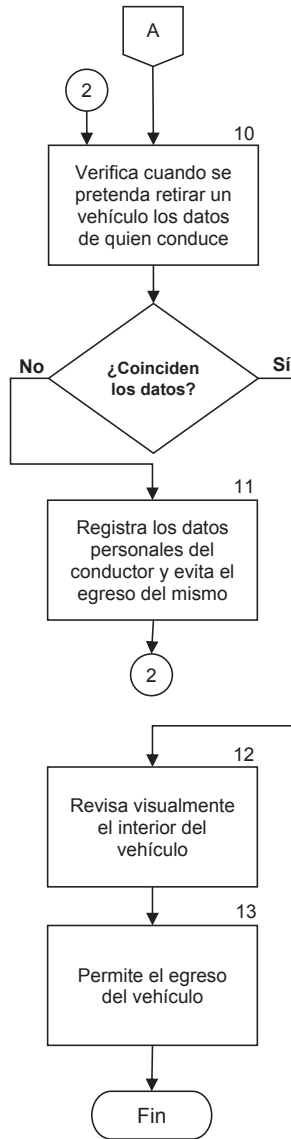 A
2
10
Verifica cuando se
pretenda retirar un
vehículo los datos
de quien conduce
No
¿Coinciden
los datos?
Sí
11
Registra los datos
personales del
conductor y evita el
egreso del mismo
2
12
Revisa visualmente
el interior del
vehículo
13
Permite el egreso
del vehículo
Fin